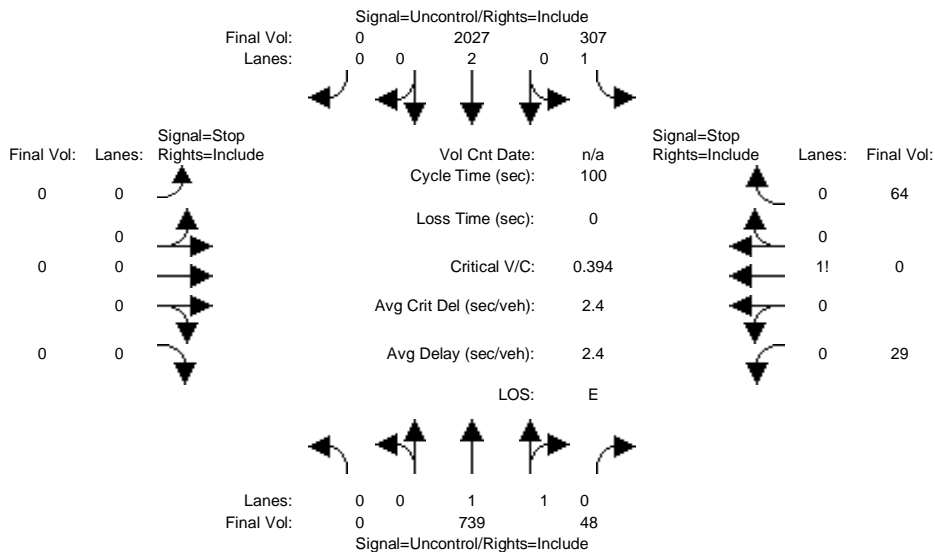 Signal=Uncontrol/Rights=Include
Final Vol: 0 2027 307
Lanes: 0 0 2 0 1
Signal=Stop
Final Vol: Lanes: Rights=Include
Vol Cnt Date: n/a
Signal=Stop
Rights=Include Lanes: Final Vol:
Cycle Time (sec): 100
0 0
0 64
Loss Time (sec): 0
0
0
0 0
Critical V/C: 0.394
1! 0
0
Avg Crit Del (sec/veh): 2.4
0
0 0
Avg Delay (sec/veh): 2.4
0 29
LOS: E
Lanes: 0 0 1 1 0
Final Vol: 0 739 48
Signal=Uncontrol/Rights=Include